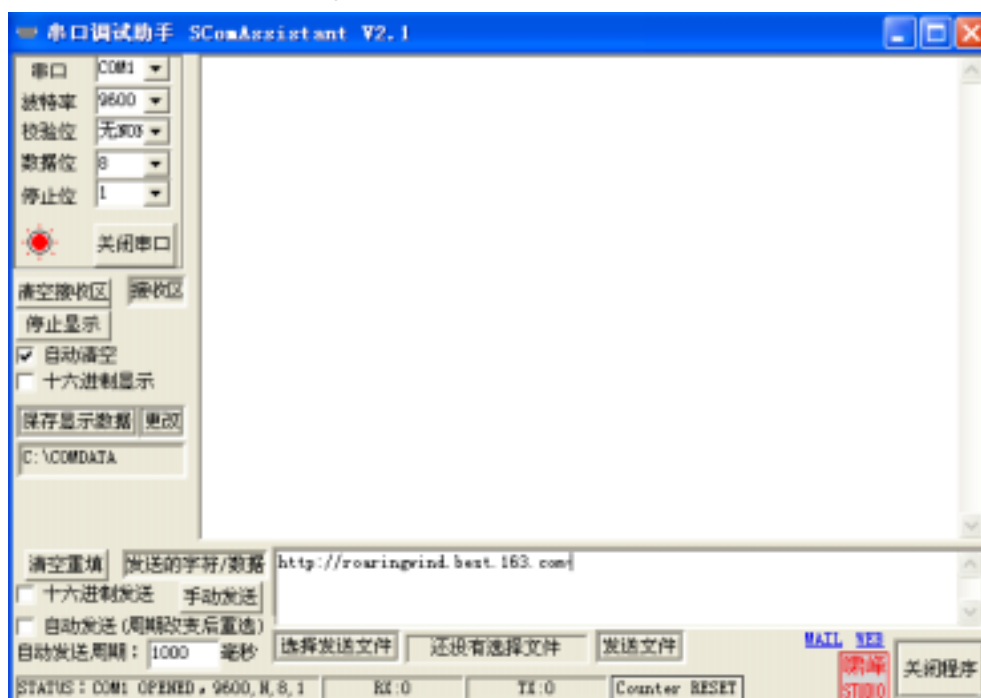 串口调试助手 SComAssistant V2.1
串口 COM1
波特率 9600
校验位 无NON
数据位 8
停止位 1
关闭串口
清空接收区 接收区
停止显示
自动清空
十六进制显示
保存显示数据 更改
C:\COMDATA
清空重填 发送的字符/数据 http://roaringwind.best.163.com
十六进制发送 手动发送
自动发送(周期改变后重选)
自动发送周期: 1000 毫秒 选择发送文件 还没有选择文件 发送文件 MAIL WEB
STUDIO 关闭程序
STATUS:COM1 OPENED,9600,N,8,1 RX:0 TX:0 Counter RESET